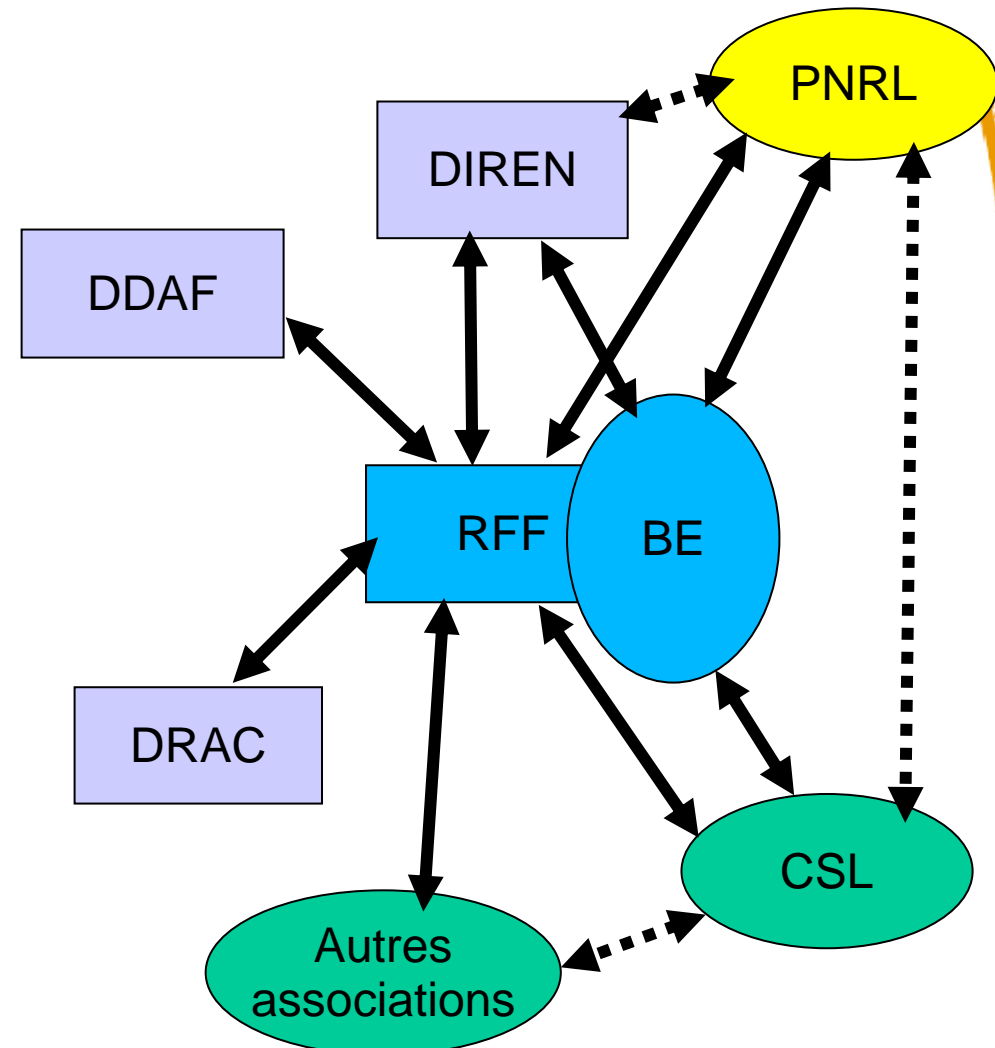 PNRL
DIREN
DDAF
RFF
BE
DRAC
CSL
Autres
associations